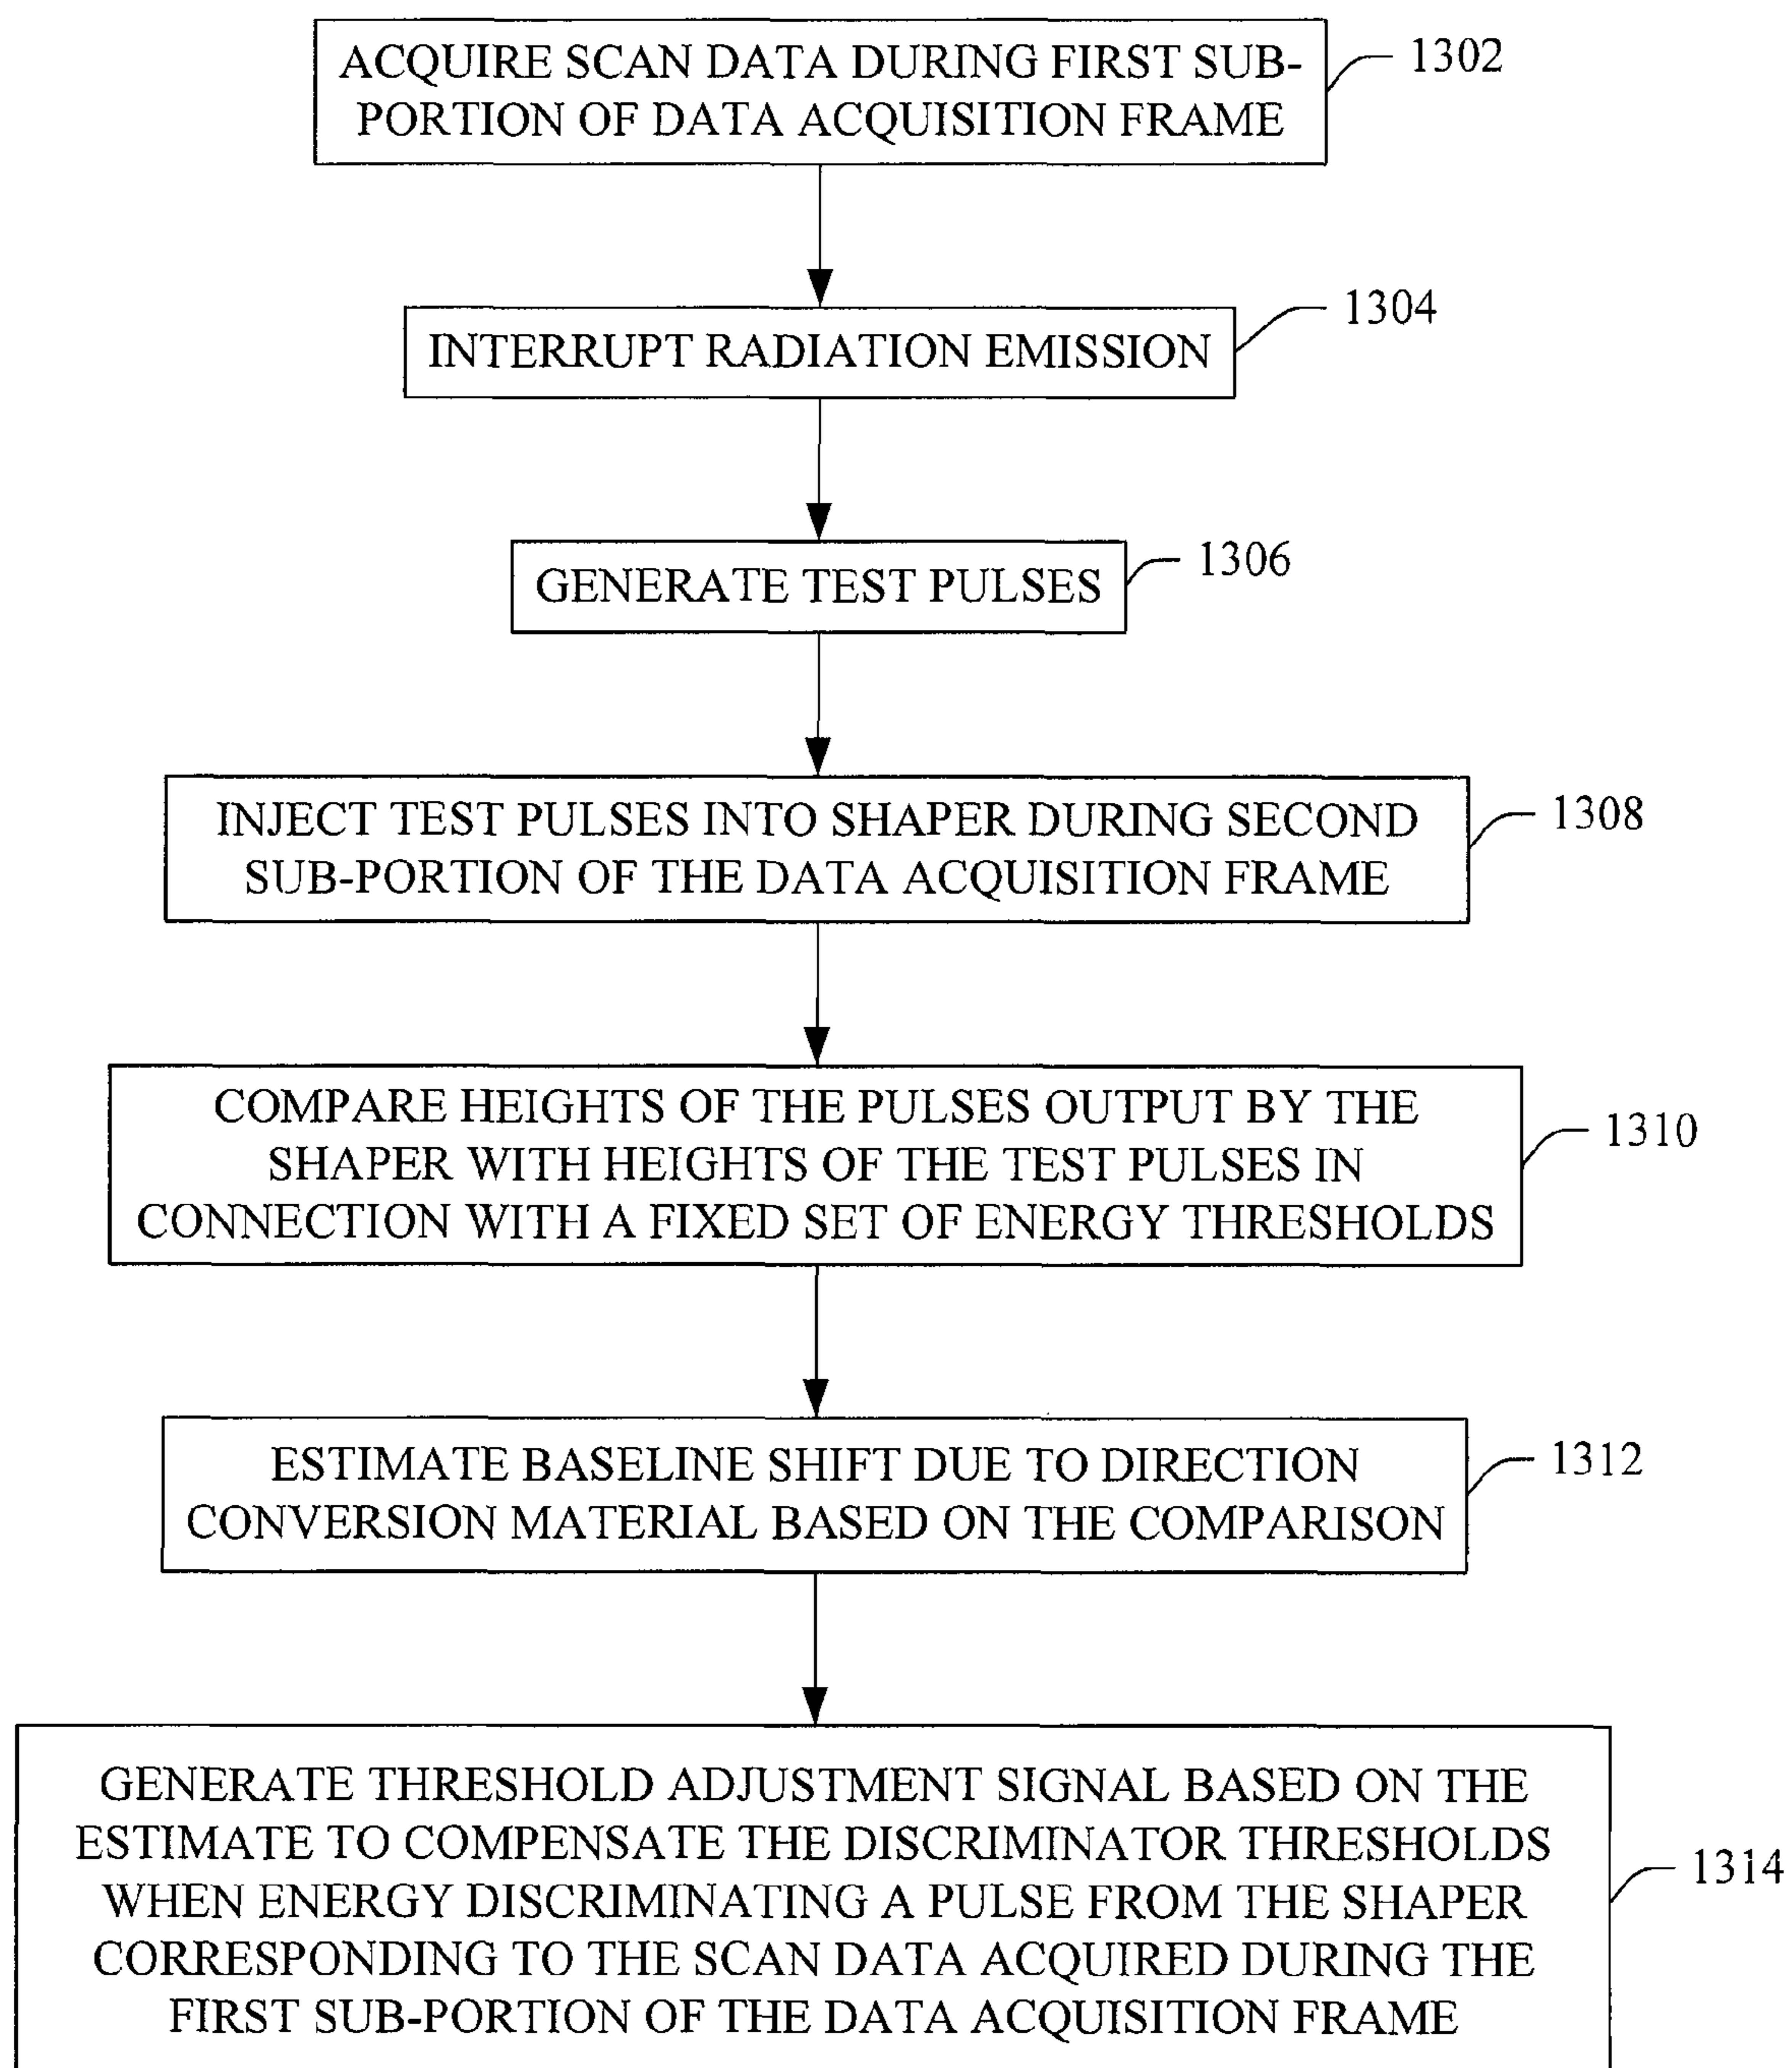 ACQUIRE SCAN DATA DURING FIRST SUB-
PORTION OF DATA ACQUISITION FRAME
1302
INTERRUPT RADIATION EMISSION
1304
GENERATE TEST PULSES
1306
INJECT TEST PULSES INTO SHAPER DURING SECOND
SUB-PORTION OF THE DATA ACQUISITION FRAME
1308
COMPARE HEIGHTS OF THE PULSES OUTPUT BY THE
SHAPER WITH HEIGHTS OF THE TEST PULSES IN
CONNECTION WITH A FIXED SET OF ENERGY THRESHOLDS
1310
ESTIMATE BASELINE SHIFT DUE TO DIRECTION
CONVERSION MATERIAL BASED ON THE COMPARISON
1312
GENERATE THRESHOLD ADJUSTMENT SIGNAL BASED ON THE
ESTIMATE TO COMPENSATE THE DISCRIMINATOR THRESHOLDS
WHEN ENERGY DISCRIMINATING A PULSE FROM THE SHAPER
CORRESPONDING TO THE SCAN DATA ACQUIRED DURING THE
FIRST SUB-PORTION OF THE DATA ACQUISITION FRAME
1314